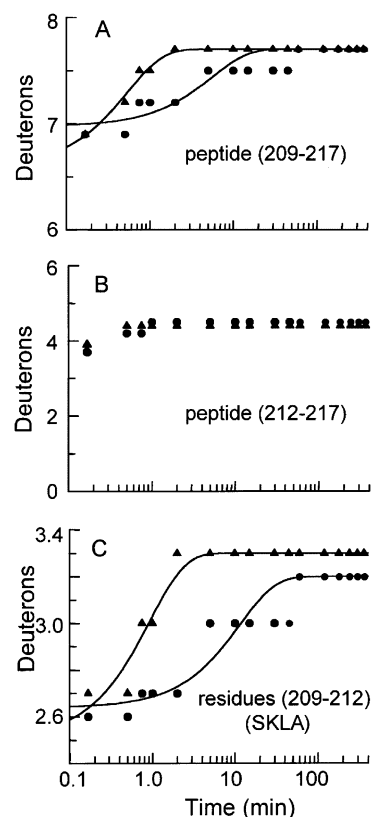 8
A
7
Deuterons
peptide (209-217)
6
6
B
4
Deuterons
peptide (212-217)
2
0
3.4
C
3.0
Deuterons
residues (209-212)
(SKLA)
2.6
0.1 1.0 10 100
Time (min)